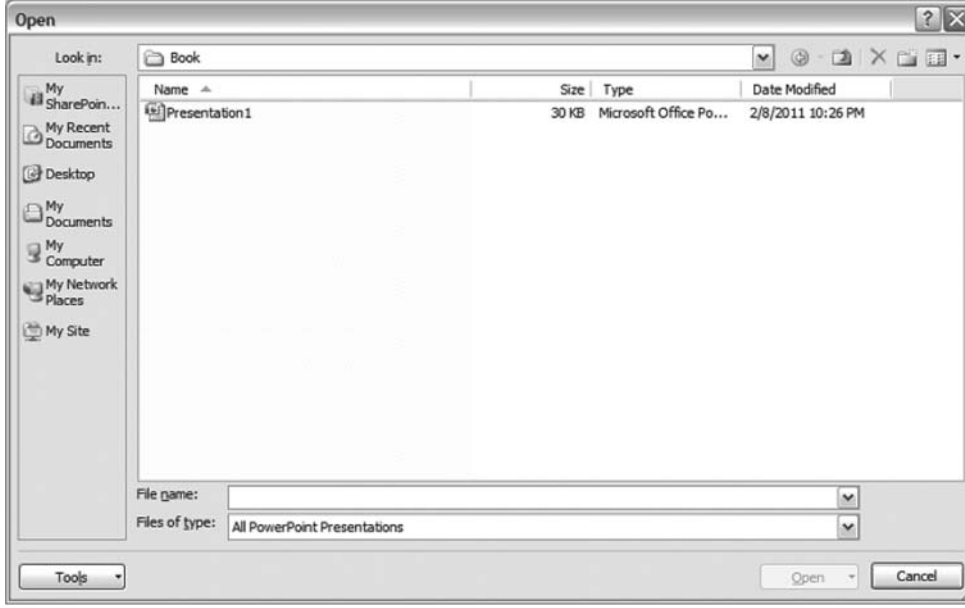 Open
Look in:
Book
My
SharePoin...
My Recent
Documents
Desktop
My
Documents
My
Computer
My Network
Places
My Site
Name Size Type Date Modified
Presentation1 30 KB Microsoft Office Po... 2/8/2011 10:26 PM
File name:
Files of type: All PowerPoint Presentations
Tools Open Cancel